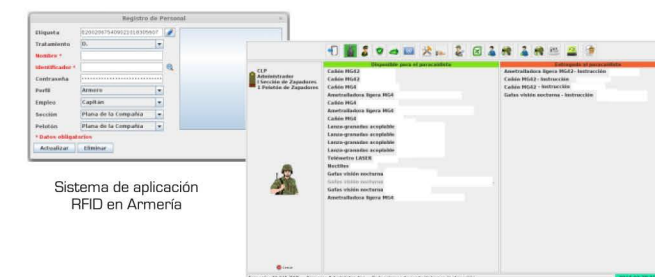 Registro de Personal
Etiqueta
Tratamiento D.
Nombre *
Identificador *
Contraseña
Perfil Armero
Empleo Capitan
Sección Plana de la Compañía
Pelotón Plana de la Compañía
* Datos obligatorios
Actualizar Eliminar
Sistema de aplicación
RFID en Armería
CLP
Administrador
I Sección de Zapadores
1 Pelotón de Zapadores
Disponible para el paracaidista
Cañón MG42
Cañón MG42
Cañón MG4
Ametralladora ligera MG4
Cañón MG4
Ametralladora ligera MG4
Cañón MG4
Lanza-granadas acoplable
Lanza-granadas acoplable
Lanza-granadas acoplable
Lanza-granadas acoplable
Telémetro LASER
Noctites
Gafas visión nocturna
Gafas visión nocturna
Gafas visión nocturna
Ametralladora ligera MG4
Entregado al paracaidista
Ametralladora ligera MG42- Instrucción
Cañón MG42- Instrucción
Cañón MG42 - Instrucción
Gafas visión nocturna - Instrucción